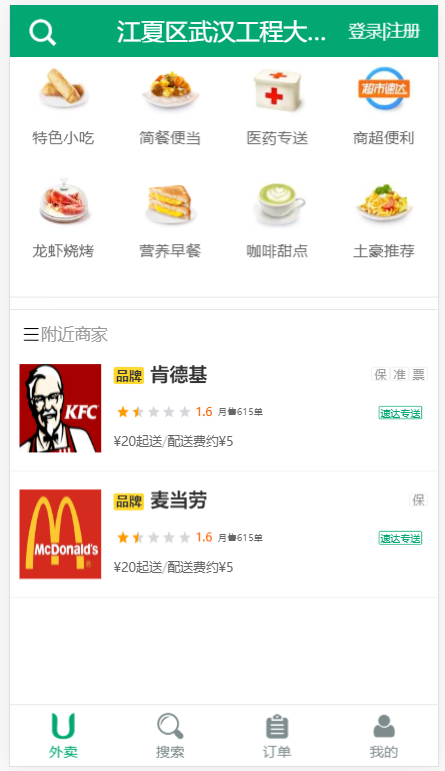 江夏区武汉工程大... 登录|注册
特色小吃 简餐便当 医药专送 商超便利
超市速达
龙虾烧烤 营养早餐 咖啡甜点 土豪推荐
附近商家
KFC
品牌 肯德基 保 准 票
1.6 月售615单 速达专送
¥20起送/配送费约¥5
McDonald's
品牌 麦当劳 保
1.6 月售615单 速达专送
¥20起送/配送费约¥5
外卖 搜索 订单 我的